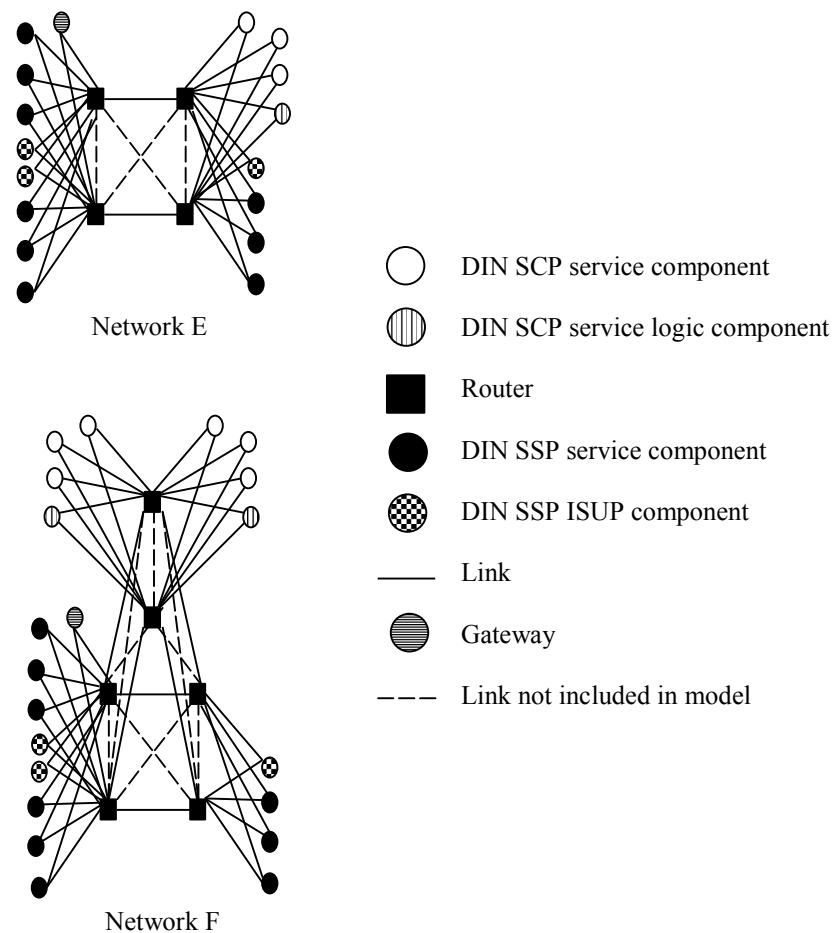 Network E
DIN SCP service component
DIN SCP service logic component
Router
DIN SSP service component
DIN SSP ISUP component
Link
Gateway
Link not included in model
Network F